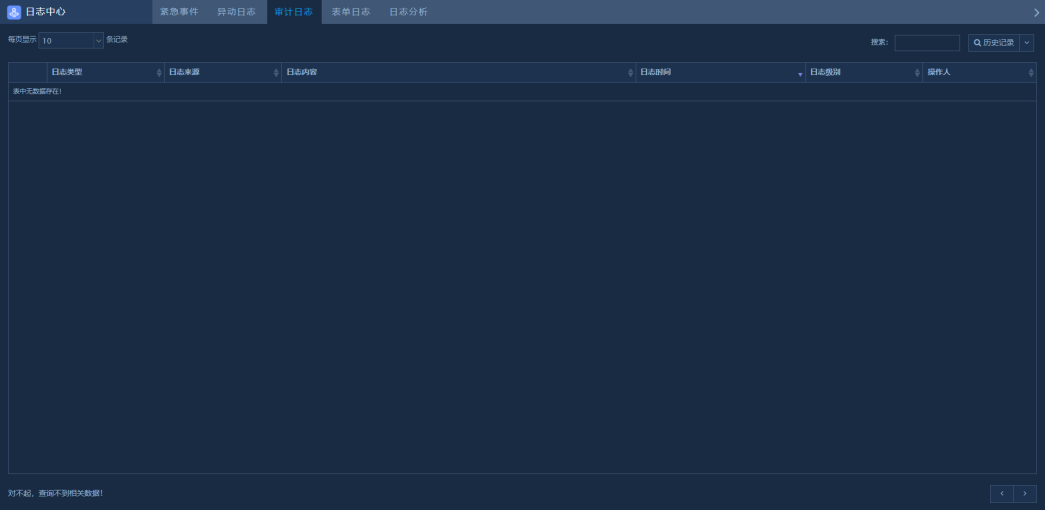 日志中心 紧急事件 异动日志 审计日志 表单日志 日志分析
每页显示 10 条记录 搜索: 历史记录
日志类型 日志来源 日志内容 日志时间 日志级别 操作人
表中无数据存在!
对不起, 查询不到相关数据!